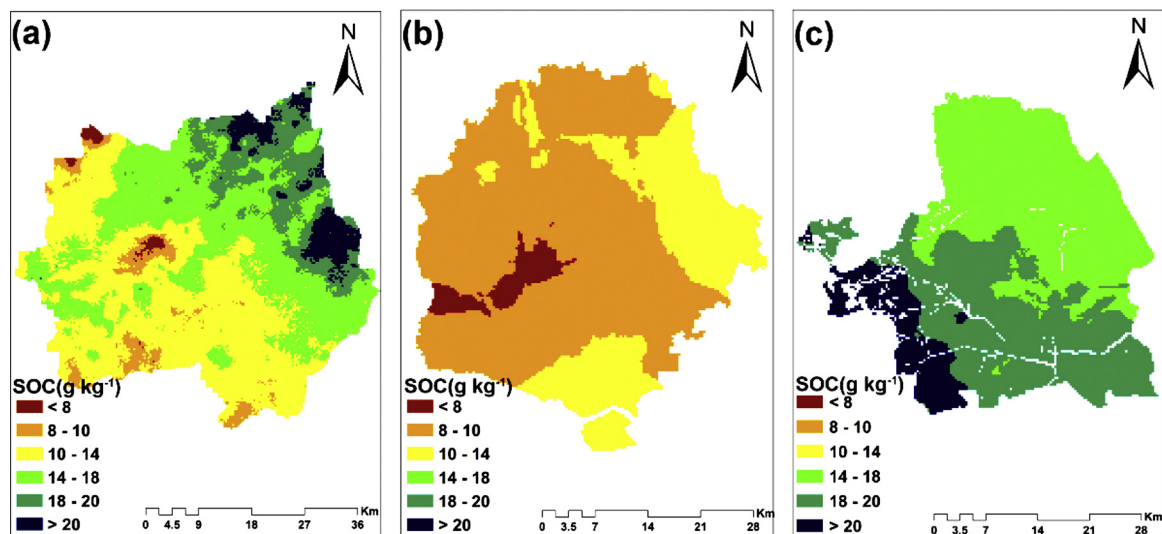 (a)
N
SOC(g kg⁻¹)
< 8
8 - 10
10 - 14
14 - 18
18 - 20
> 20
0 4.5 9 18 27 36 Km
(b)
N
SOC(g kg⁻¹)
< 8
8 - 10
10 - 14
14 - 18
18 - 20
> 20
0 3.5 7 14 21 28 Km
(c)
N
SOC(g kg⁻¹)
< 8
8 - 10
10 - 14
14 - 18
18 - 20
> 20
0 3.5 7 14 21 28 Km